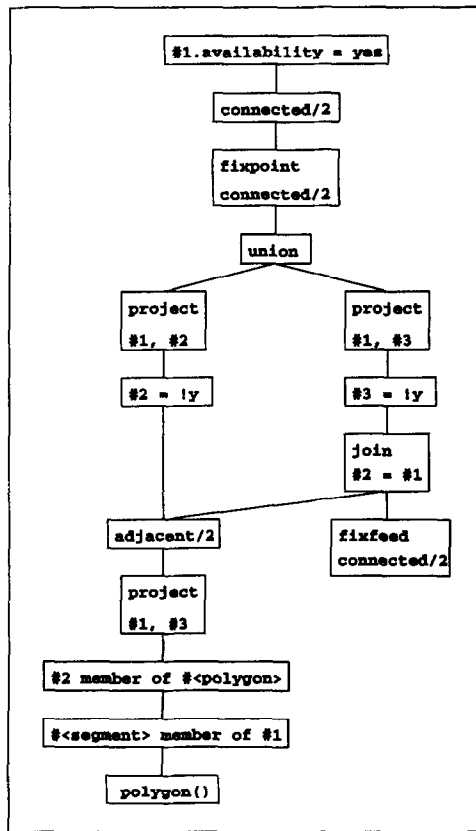 #1.availability = yes
connected/2
fixpoint
connected/2
union
project
#1, #2
project
#1, #3
#2 = !y
#3 = !y
join
#2 = #1
adjacent/2
fixfeed
connected/2
project
#1, #3
#2 member of #<polygon>
#<segment> member of #1
polygon()